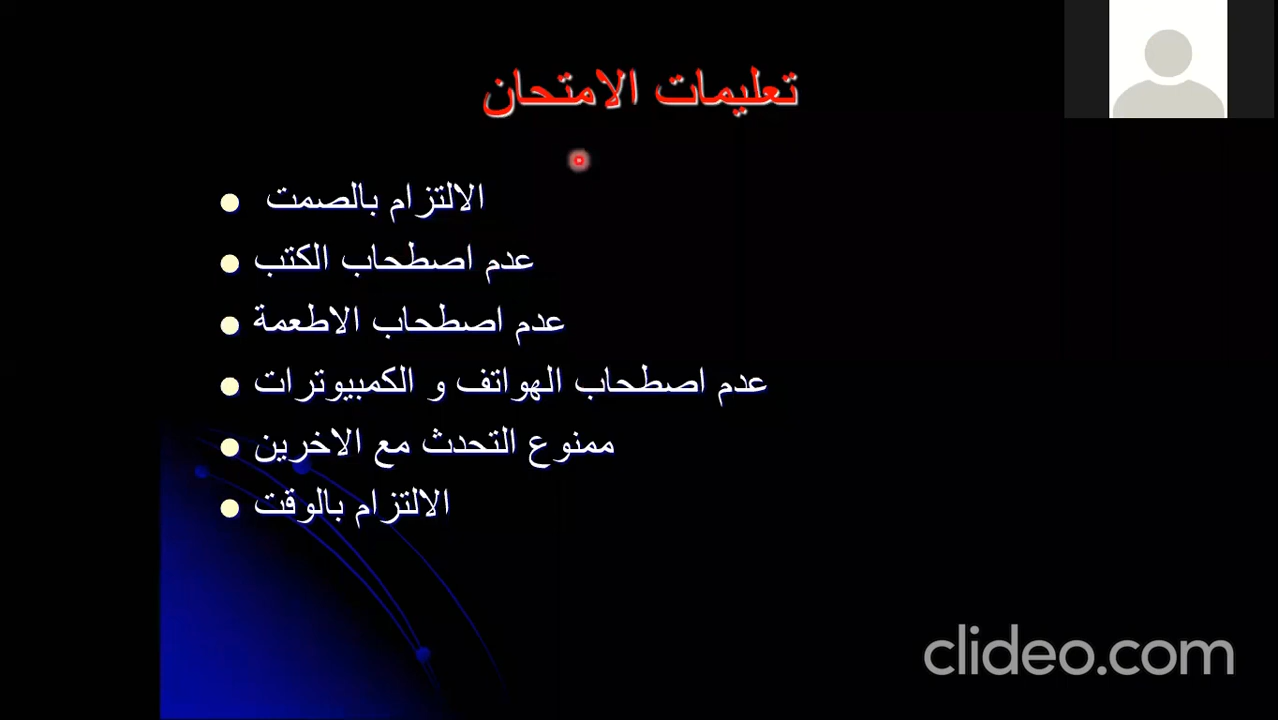 تعليمات الامتحان
الالتزام بالصمت
عدم اصطحاب الكتب
عدم اصطحاب الاطعمة
عدم اصطحاب الهواتف و الكمبيوترات
ممنوع التحدث مع الاخرين
الالتزام بالوقت
clideo.com